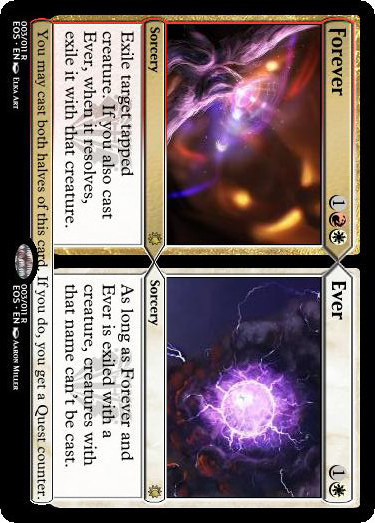 Forever 1
Sorcery
Exile target tapped
creature. If you also cast
Ever, when it resolves,
exile it with that creature.
Ever 1
Sorcery
As long as Forever and
Ever is exiled with a
creature, creatures with
that name can't be cast.
You may cast both halves of this card. If you do, you get a Quest counter.
003/011 R
EOS • EN Elka Art
003/011 R
EOS • EN Aaron Miller